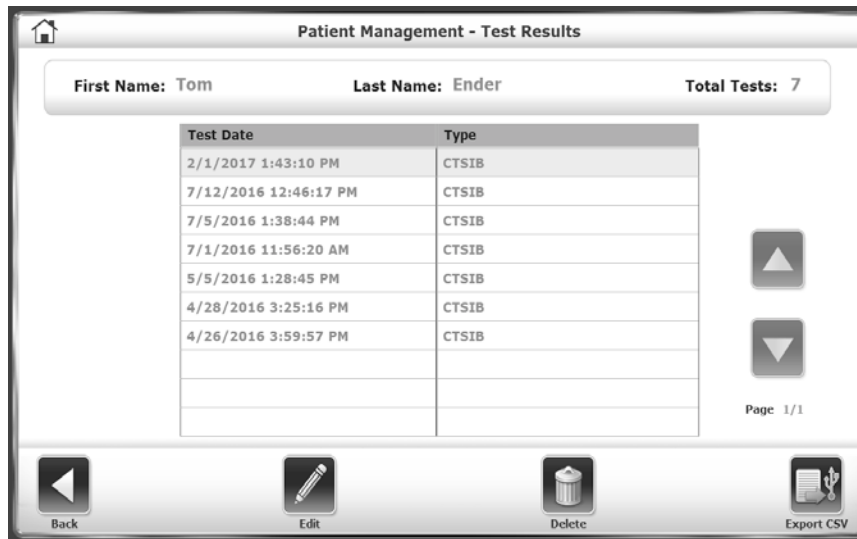 Patient Management - Test Results
First Name: Tom Last Name: Ender Total Tests: 7
Test Date Type
2/1/2017 1:43:10 PM CTSIB
7/12/2016 12:46:17 PM CTSIB
7/5/2016 1:38:44 PM CTSIB
7/1/2016 11:56:20 AM CTSIB
5/5/2016 1:28:45 PM CTSIB
4/28/2016 3:25:16 PM CTSIB
4/26/2016 3:59:57 PM CTSIB
Page 1/1
Back Edit Delete Export CSV